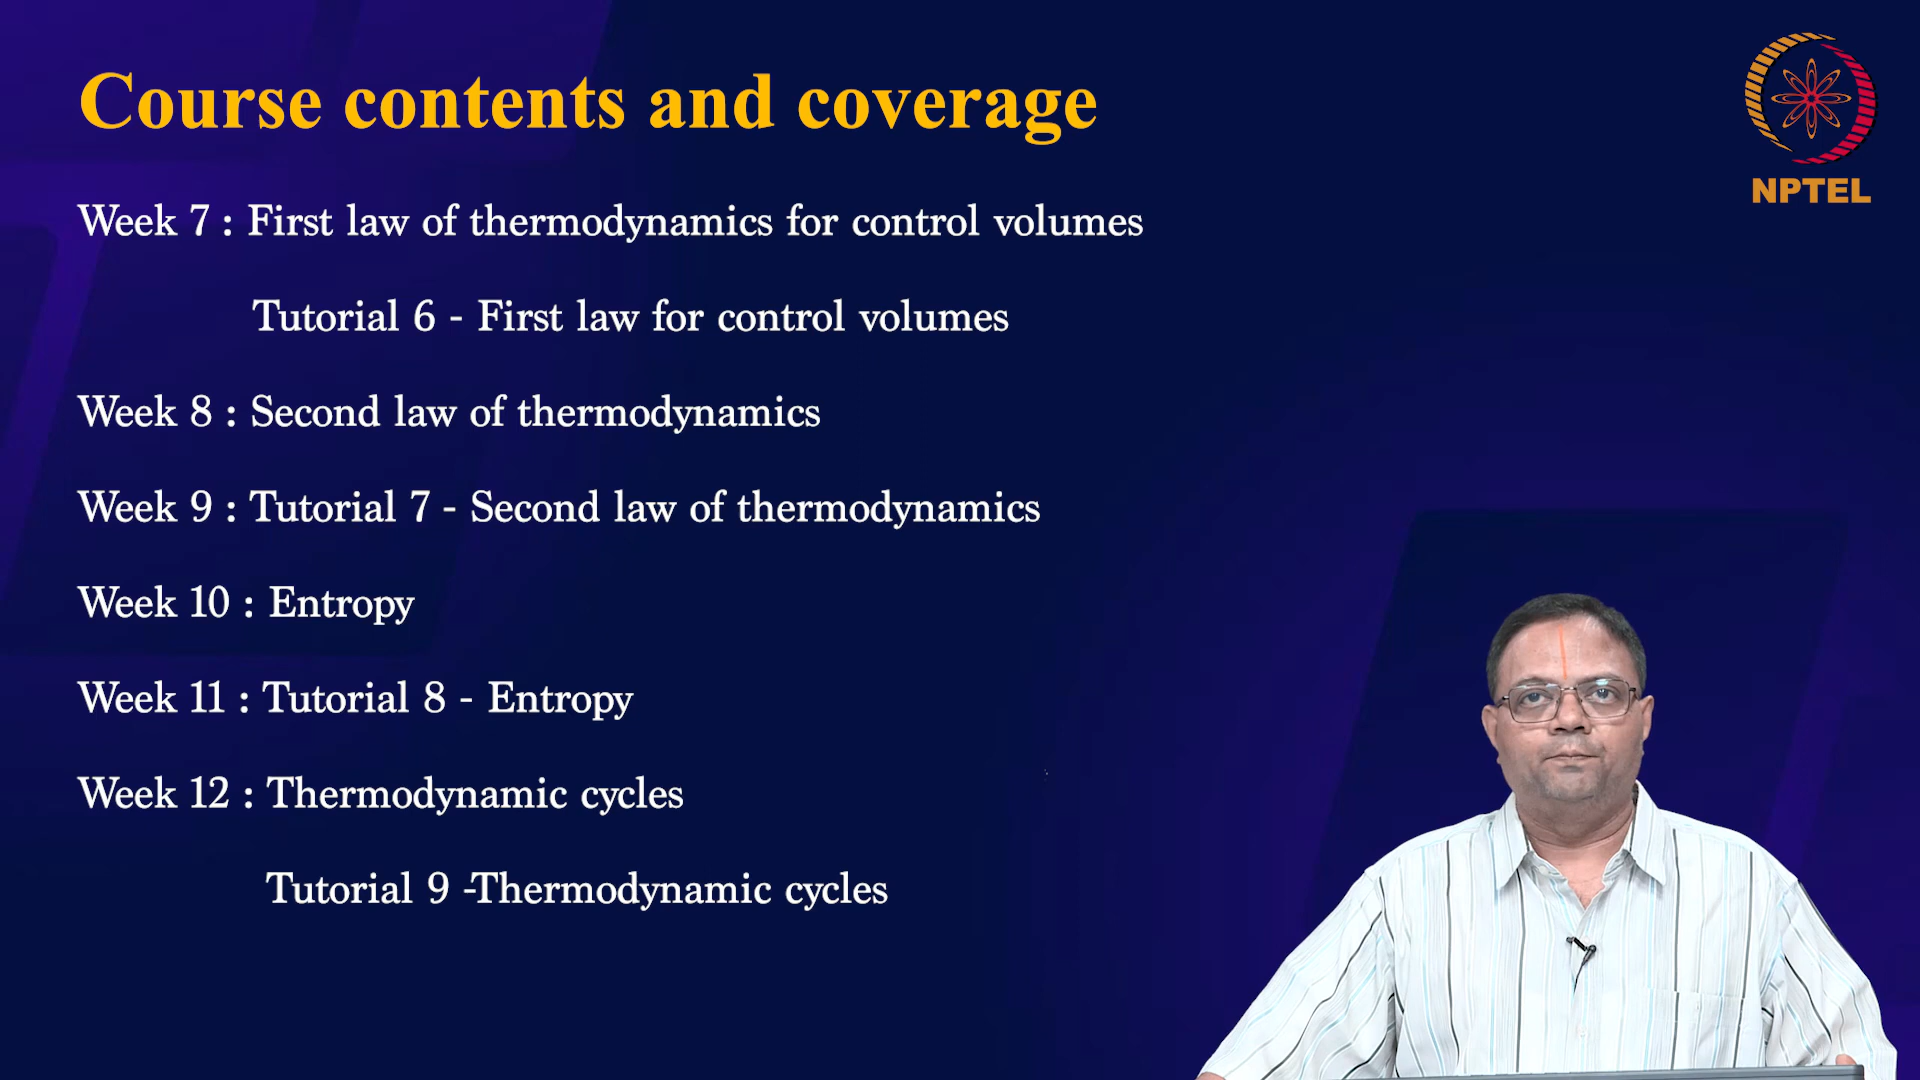 Course contents and coverage
NPTEL
Week 7 : First law of thermodynamics for control volumes
Tutorial 6 - First law for control volumes
Week 8 : Second law of thermodynamics
Week 9 : Tutorial 7 - Second law of thermodynamics
Week 10 : Entropy
Week 11 : Tutorial 8 - Entropy
Week 12 : Thermodynamic cycles
Tutorial 9 -Thermodynamic cycles